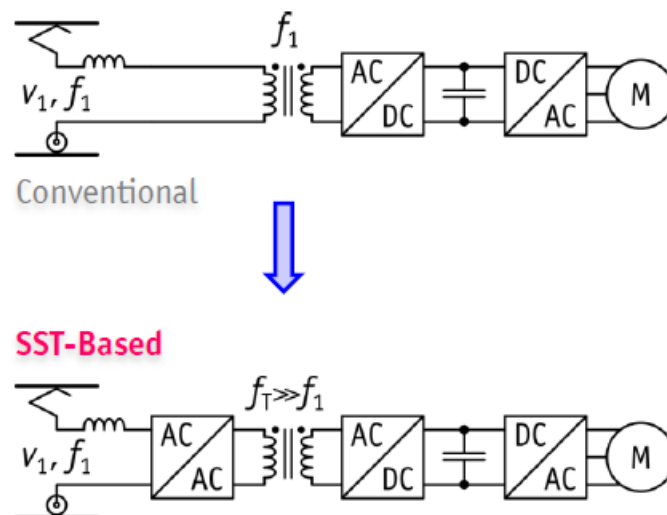 f₁
v₁, f₁
AC
DC
DC
AC
M
Conventional
SST-Based
f_T≫f₁
v₁, f₁
AC
AC
AC
DC
DC
AC
M